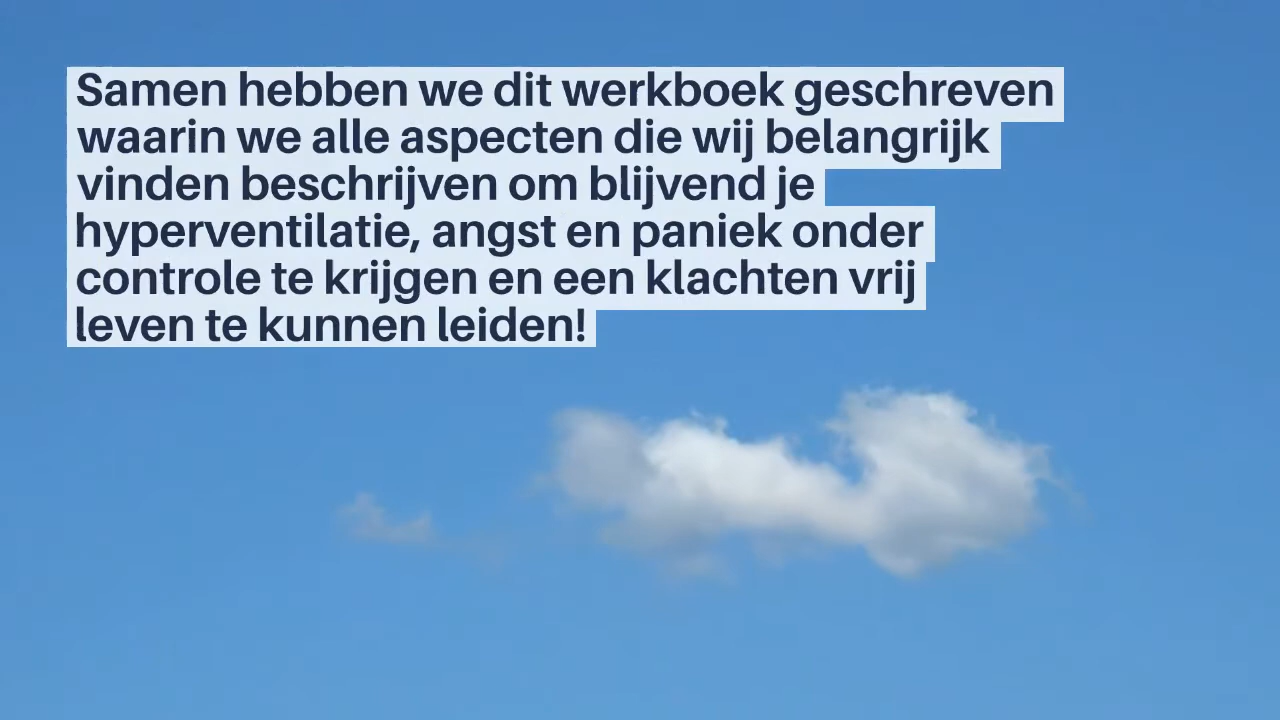 Samen hebben we dit werkboek geschreven
waarin we alle aspecten die wij belangrijk
vinden beschrijven om blijvend je
hyperventilatie, angst en paniek onder
controle te krijgen en een klachten vrij
leven te kunnen leiden!